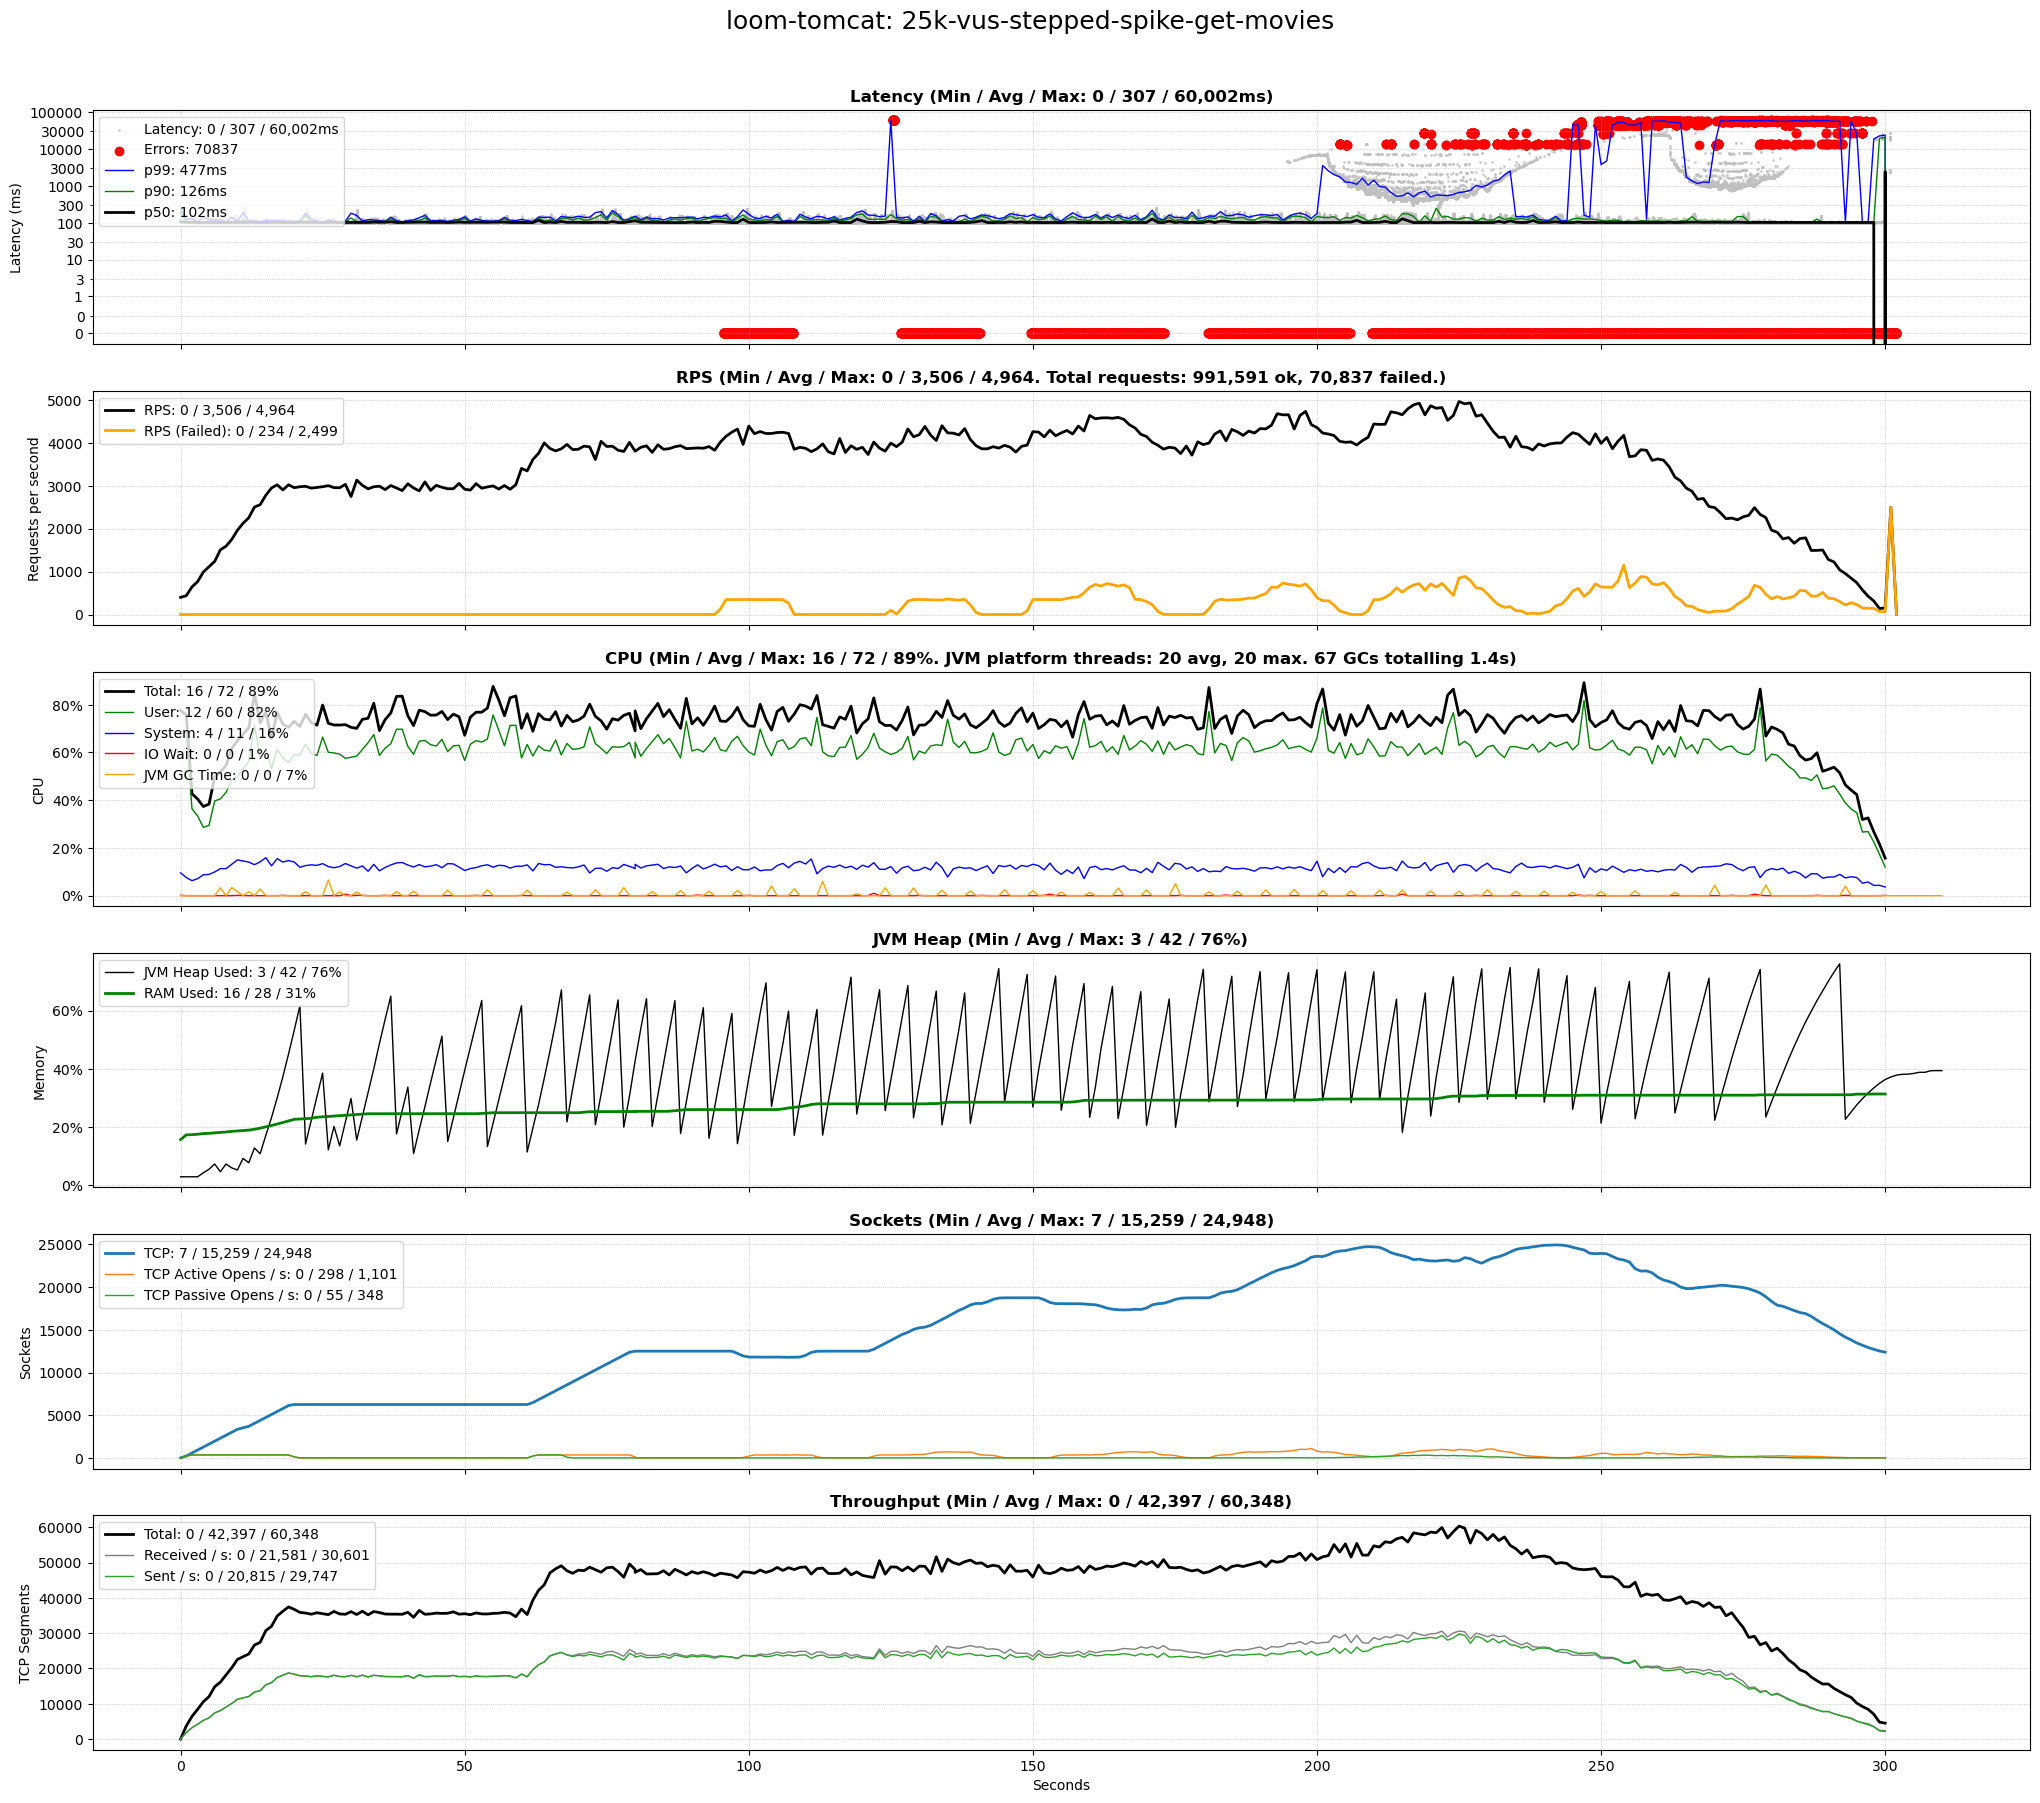 loom-tomcat: 25k-vus-stepped-spike-get-movies
Latency (Min / Avg / Max: 0 / 307 / 60,002ms)
Latency (ms)
100000
30000
10000
3000
1000
300
100
30
10
3
1
0
0
Latency: 0 / 307 / 60,002ms
Errors: 70837
p99: 477ms
p90: 126ms
p50: 102ms
RPS (Min / Avg / Max: 0 / 3,506 / 4,964. Total requests: 991,591 ok, 70,837 failed.)
Requests per second
5000
4000
3000
2000
1000
0
RPS: 0 / 3,506 / 4,964
RPS (Failed): 0 / 234 / 2,499
CPU (Min / Avg / Max: 16 / 72 / 89%. JVM platform threads: 20 avg, 20 max. 67 GCs totalling 1.4s)
CPU
80%
60%
40%
20%
0%
Total: 16 / 72 / 89%
User: 12 / 60 / 82%
System: 4 / 11 / 16%
IO Wait: 0 / 0 / 1%
JVM GC Time: 0 / 0 / 7%
JVM Heap (Min / Avg / Max: 3 / 42 / 76%)
Memory
60%
40%
20%
0%
JVM Heap Used: 3 / 42 / 76%
RAM Used: 16 / 28 / 31%
Sockets (Min / Avg / Max: 7 / 15,259 / 24,948)
Sockets
25000
20000
15000
10000
5000
0
TCP: 7 / 15,259 / 24,948
TCP Active Opens / s: 0 / 298 / 1,101
TCP Passive Opens / s: 0 / 55 / 348
Throughput (Min / Avg / Max: 0 / 42,397 / 60,348)
TCP Segments
60000
50000
40000
30000
20000
10000
0
Total: 0 / 42,397 / 60,348
Received / s: 0 / 21,581 / 30,601
Sent / s: 0 / 20,815 / 29,747
0 50 100 150 200 250 300
Seconds